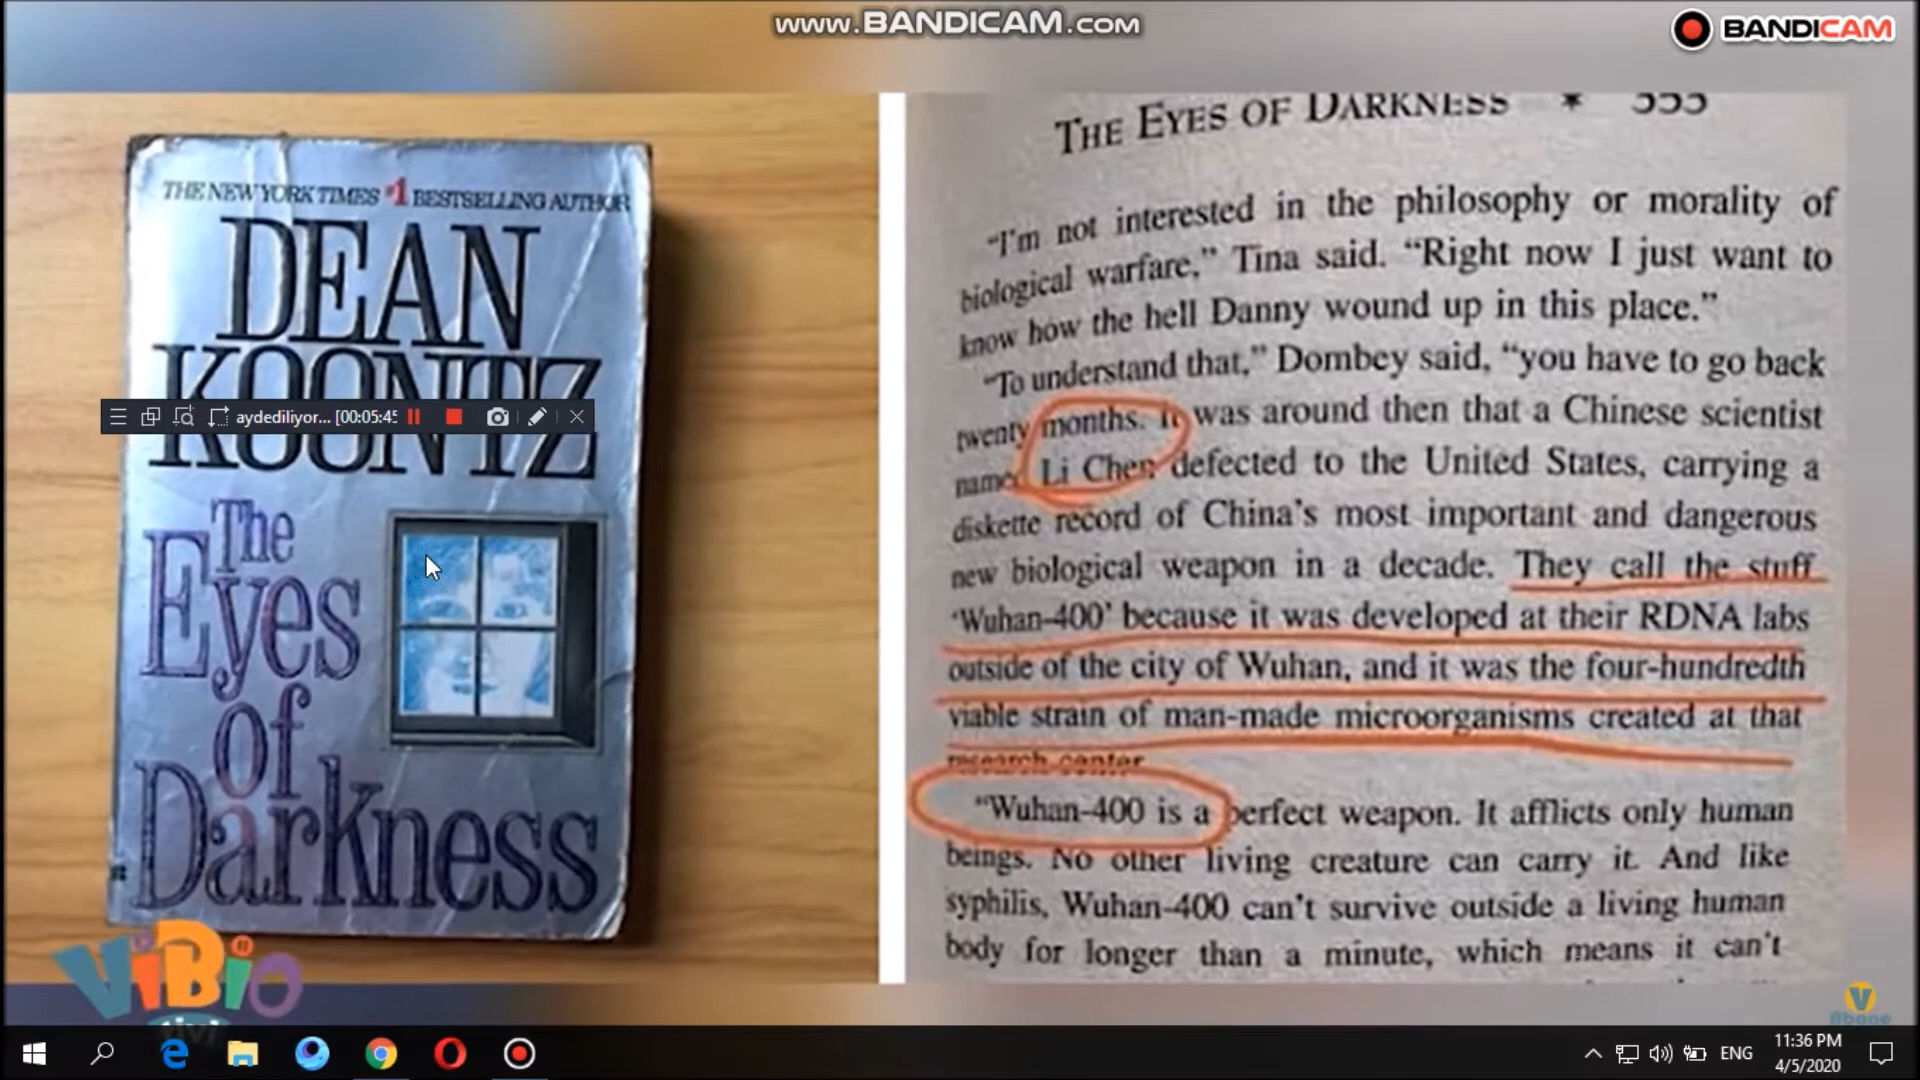 www.BANDICAM.com
BANDICAM
THE NEW YORK TIMES #1 BESTSELLING AUTHOR
DEAN
KOONTZ
aydediliyor... [00:05:45
The
Eyes
of
Darkness
ViBio
tivi
THE EYES OF DARKNESS * 353
“I’m not interested in the philosophy or morality of
biological warfare,” Tina said. “Right now I just want to
know how the hell Danny wound up in this place.”
“To understand that,” Dombey said, “you have to go back
twenty months. It was around then that a Chinese scientist
named Li Chen defected to the United States, carrying a
diskette record of China’s most important and dangerous
new biological weapon in a decade. They call the stuff
‘Wuhan-400’ because it was developed at their RDNA labs
outside of the city of Wuhan, and it was the four-hundredth
viable strain of man-made microorganisms created at that
research center.
“Wuhan-400 is a perfect weapon. It afflicts only human
beings. No other living creature can carry it. And like
syphilis, Wuhan-400 can’t survive outside a living human
body for longer than a minute, which means it can’t
ENG
11:36 PM
4/5/2020